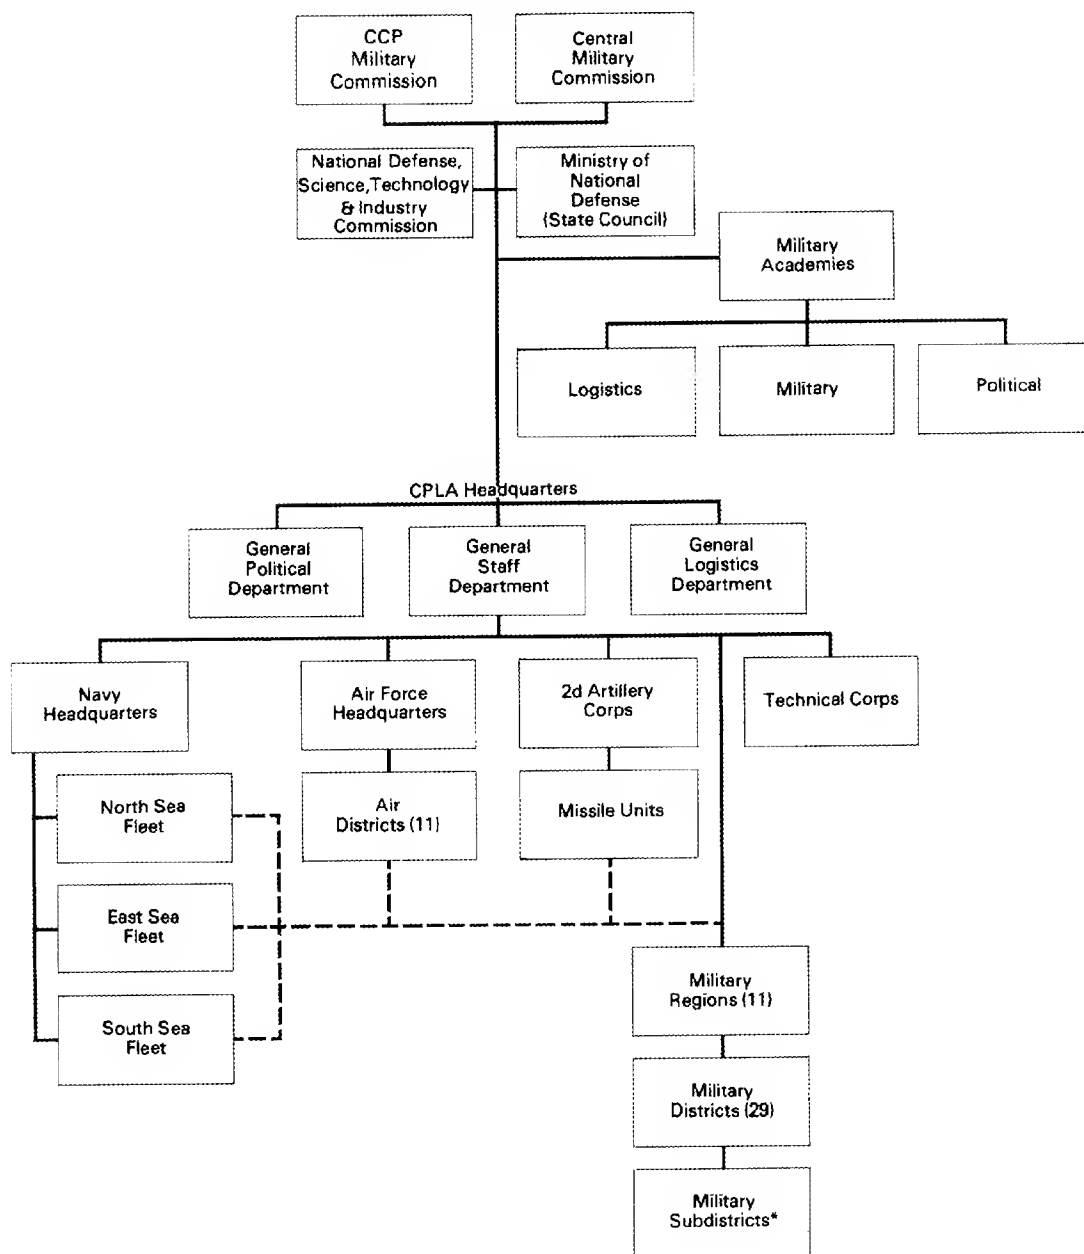 CCP
Military
Commission
Central
Military
Commission
National Defense,
Science, Technology
& Industry
Commission
Ministry of
National
Defense
(State Council)
Military
Academies
Logistics
Military
Political
CPLA Headquarters
General
Political
Department
General
Staff
Department
General
Logistics
Department
Navy
Headquarters
Air Force
Headquarters
2d Artillery
Corps
Technical Corps
North Sea
Fleet
Air
Districts (11)
Missile Units
East Sea
Fleet
Military
Regions (11)
South Sea
Fleet
Military
Districts (29)
Military
Subdistricts*